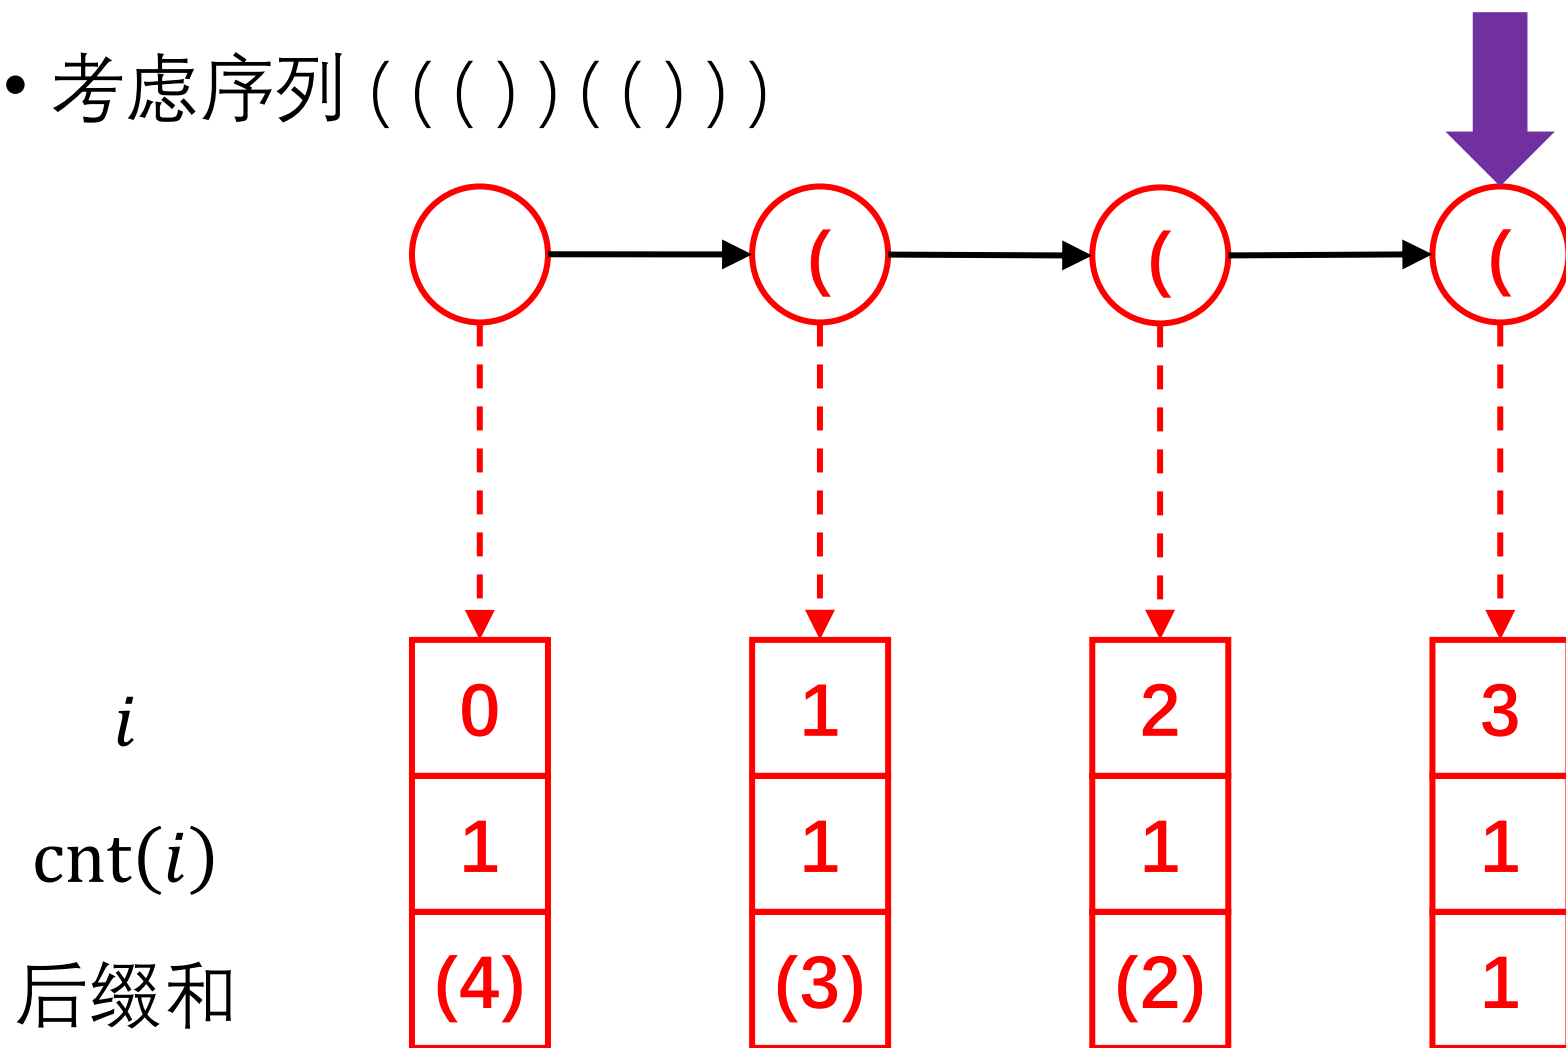 • 考虑序列 ( ( ( ) ) ( ( ) ) )
( ( (
i 0 1 2 3
cnt(i) 1 1 1 1
后缀和 (4) (3) (2) 1